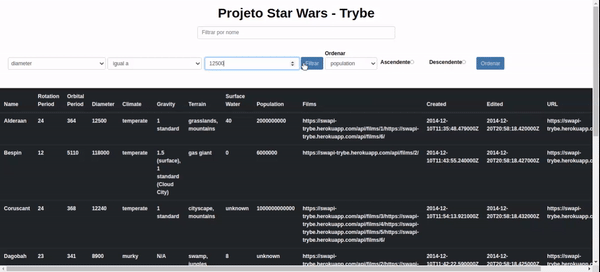 Projeto Star Wars - Trybe
Filtrar por nome
Ordenar
diameter igual a 12500 Filtrar population Ascendente Descendente Ordenar
Name Rotation Period Orbital Period Diameter Climate Gravity Terrain Surface Water Population Films Created Edited URL
Alderaan 24 364 12500 temperate 1 standard grasslands, mountains 40 2000000000 https://swapi-trybe.herokuapp.com/api/films/1/https://swapi-trybe.herokuapp.com/api/films/6/ 2014-12-10T11:35:48.479000Z 2014-12-20T20:58:18.420000Z https://swapi-trybe.herokuapp.c
Bespin 12 5110 118000 temperate 1.5 (surface), 1 standard (Cloud City) gas giant 0 6000000 https://swapi-trybe.herokuapp.com/api/films/2/ 2014-12-10T11:43:55.240000Z 2014-12-20T20:58:18.427000Z https://swapi-trybe.herokuapp.c
Coruscant 24 368 12240 temperate 1 standard cityscape, mountains unknown 1000000000000 https://swapi-trybe.herokuapp.com/api/films/3/https://swapi-trybe.herokuapp.com/api/films/4/https://swapi-trybe.herokuapp.com/api/films/5/https://swapi-trybe.herokuapp.com/api/films/6/ 2014-12-10T11:54:13.921000Z 2014-12-20T20:58:18.432000Z https://swapi-trybe.herokuapp.c
Dagobah 23 341 8900 murky N/A swamp, jungles 8 unknown https://swapi-trybe.herokuapp.com/api/films/2/https://swapi- 2014-12-10T11:42:22.590000Z 2014-12-20T20:58:18.425000Z https://swapi-trybe.herokuapp.c